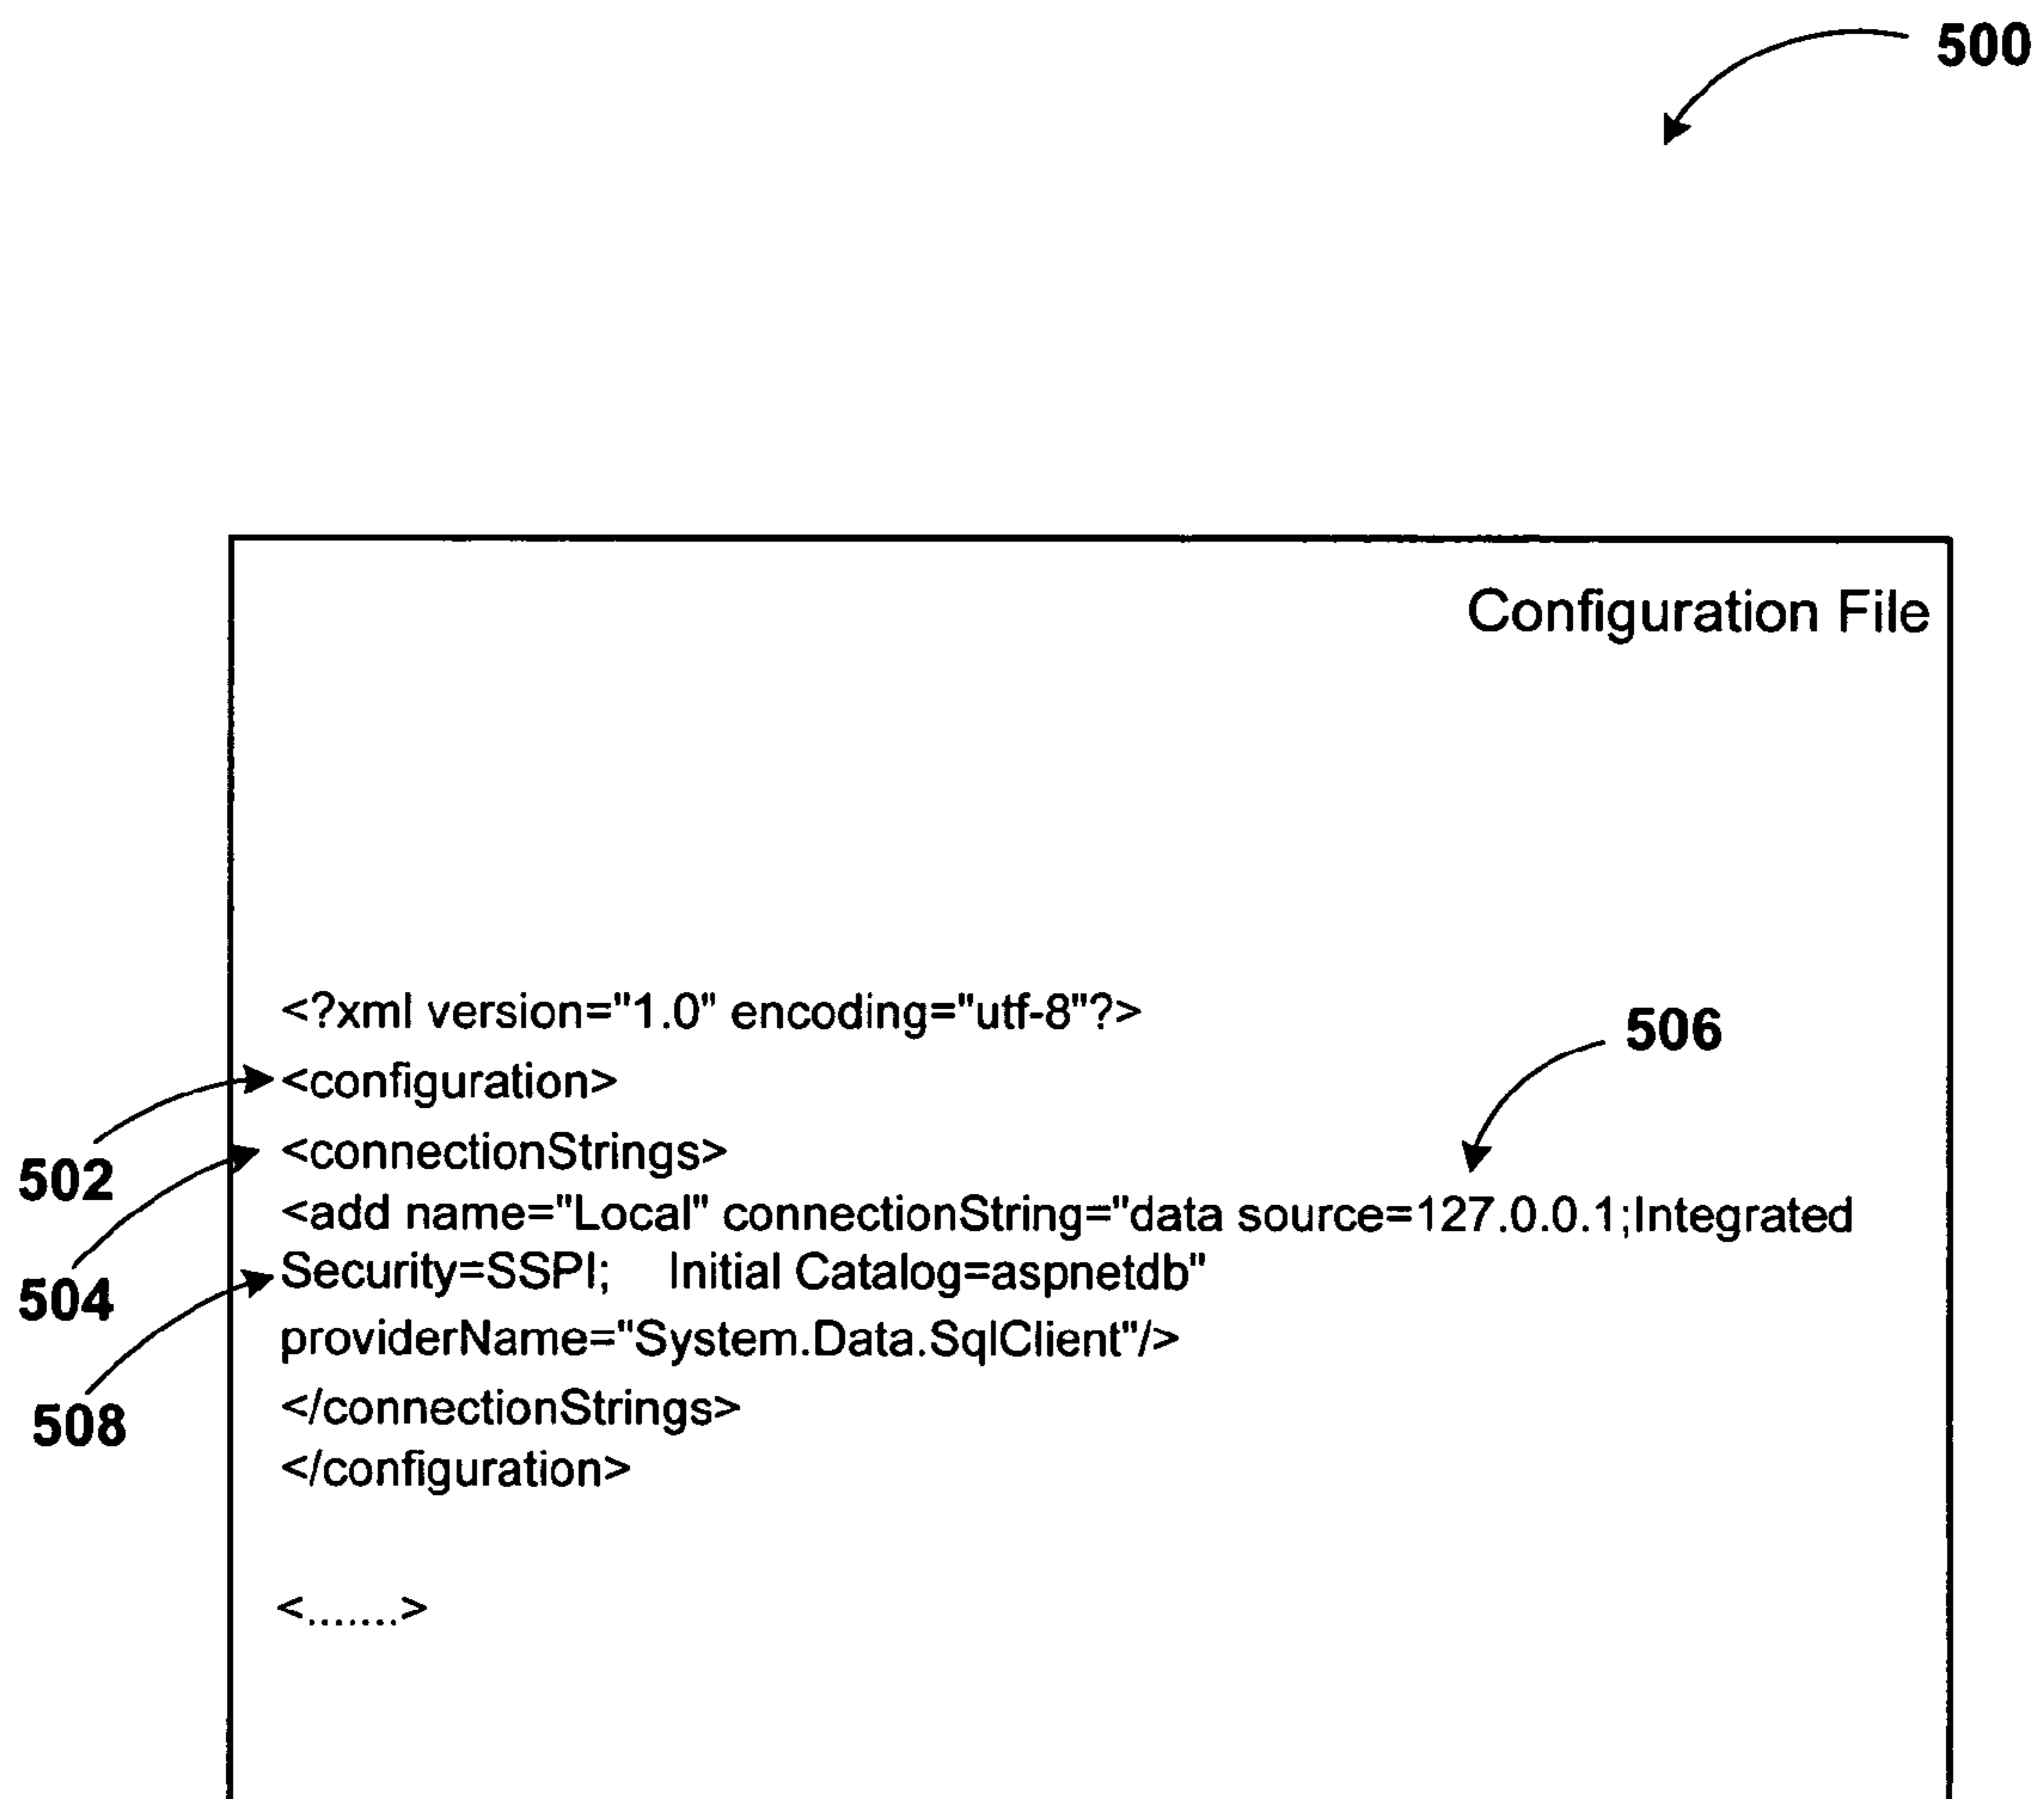 500
Configuration File
<?xml version="1.0" encoding="utf-8"?>
506
<configuration>
502
<connectionStrings>
<add name="Local" connectionString="data source=127.0.0.1;Integrated
504
Security=SSPI;    Initial Catalog=aspnetdb"
providerName="System.Data.SqlClient"/>
508
</connectionStrings>
</configuration>
<.......>